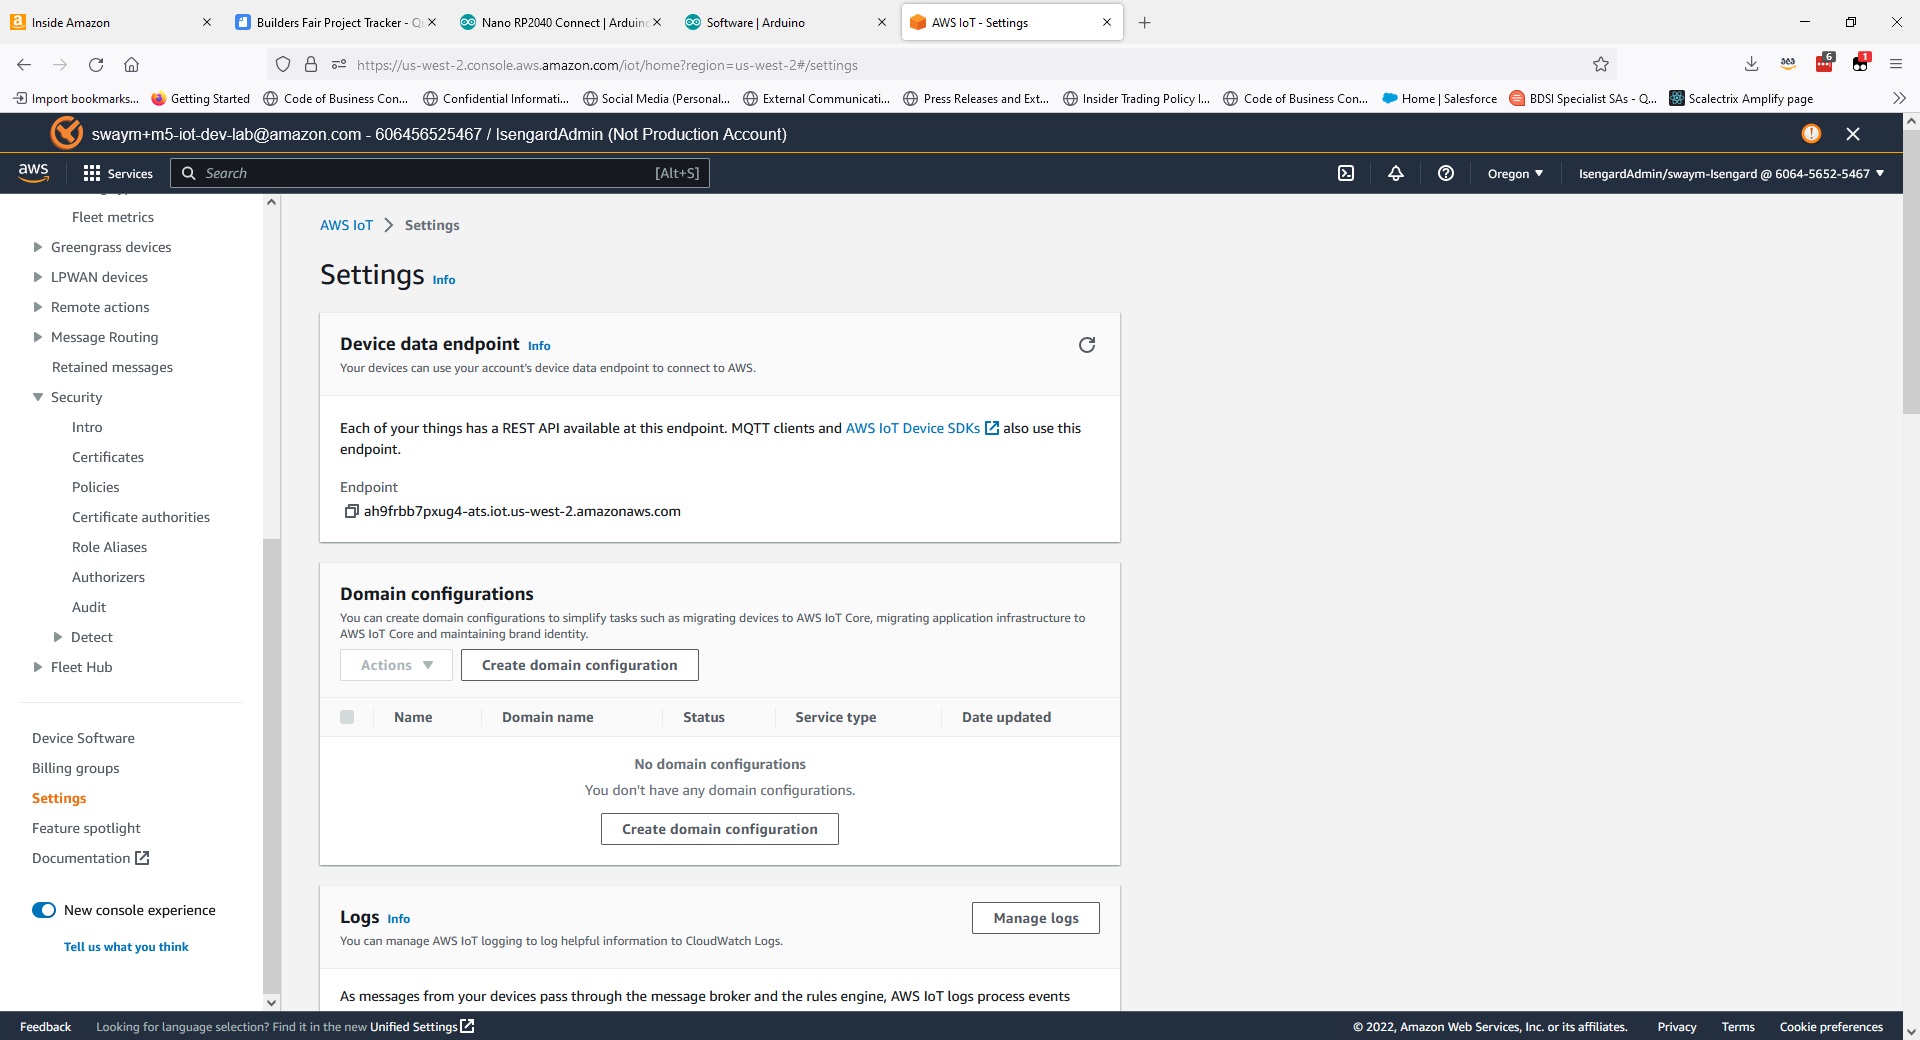 Inside Amazon
Builders Fair Project Tracker - Q
Nano RP2040 Connect | Arduin
Software | Arduino
AWS IoT - Settings
https://us-west-2.console.aws.amazon.com/iot/home?region=us-west-2#/settings
aea
6
1
Import bookmarks...
Getting Started
Code of Business Con...
Confidential Informati...
Social Media (Personal...
External Communicati...
Press Releases and Ext...
Insider Trading Policy I...
Code of Business Con...
Home | Salesforce
BDSI Specialist SAs - Q...
Scalectrix Amplify page
swaym+m5-iot-dev-lab@amazon.com - 606456525467 / IsengardAdmin (Not Production Account)
aws
Services
Search
[Alt+S]
Oregon
IsengardAdmin/swaym-Isengard @ 6064-5652-5467
Fleet metrics
Greengrass devices
LPWAN devices
Remote actions
Message Routing
Retained messages
Security
Intro
Certificates
Policies
Certificate authorities
Role Aliases
Authorizers
Audit
Detect
Fleet Hub
Device Software
Billing groups
Settings
Feature spotlight
Documentation
New console experience
Tell us what you think
AWS IoT > Settings
Settings Info
Device data endpoint Info
Your devices can use your account's device data endpoint to connect to AWS.
Each of your things has a REST API available at this endpoint. MQTT clients and AWS IoT Device SDKs also use this
endpoint.
Endpoint
ah9frbb7pxug4-ats.iot.us-west-2.amazonaws.com
Domain configurations
You can create domain configurations to simplify tasks such as migrating devices to AWS IoT Core, migrating application infrastructure to
AWS IoT Core and maintaining brand identity.
Actions
Create domain configuration
Name
Domain name
Status
Service type
Date updated
No domain configurations
You don't have any domain configurations.
Create domain configuration
Logs Info
Manage logs
You can manage AWS IoT logging to log helpful information to CloudWatch Logs.
As messages from your devices pass through the message broker and the rules engine, AWS IoT logs process events
Feedback
Looking for language selection? Find it in the new Unified Settings
© 2022, Amazon Web Services, Inc. or its affiliates.
Privacy
Terms
Cookie preferences